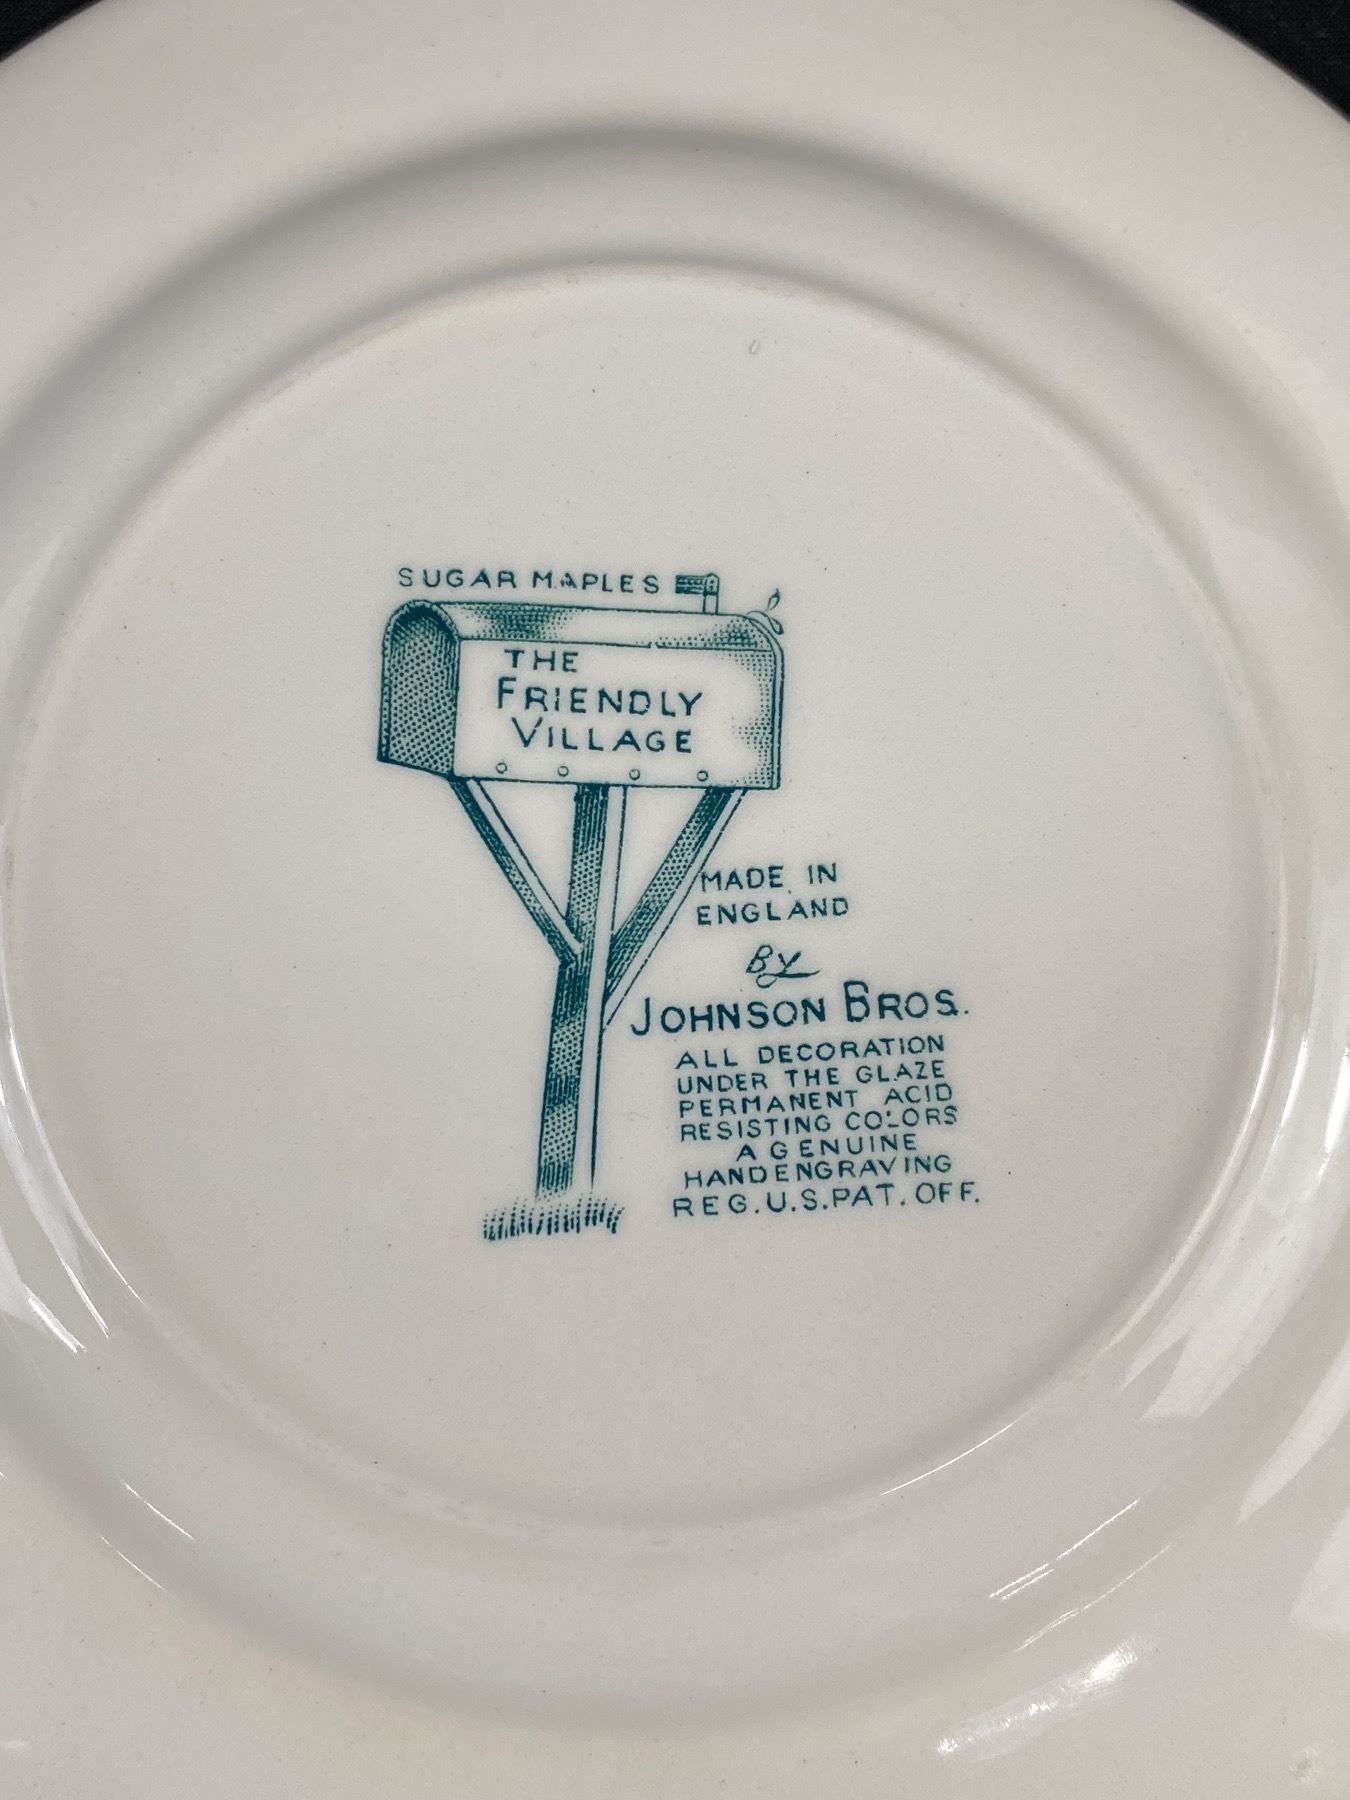 SUGAR MAPLES
THE
FRIENDLY
VILLAGE
MADE IN
ENGLAND
By
JOHNSON BROS.
ALL DECORATION
UNDER THE GLAZE
PERMANENT ACID
RESISTING COLORS
A GENUINE
HANDENGRAVING
REG. U.S. PAT. OFF.